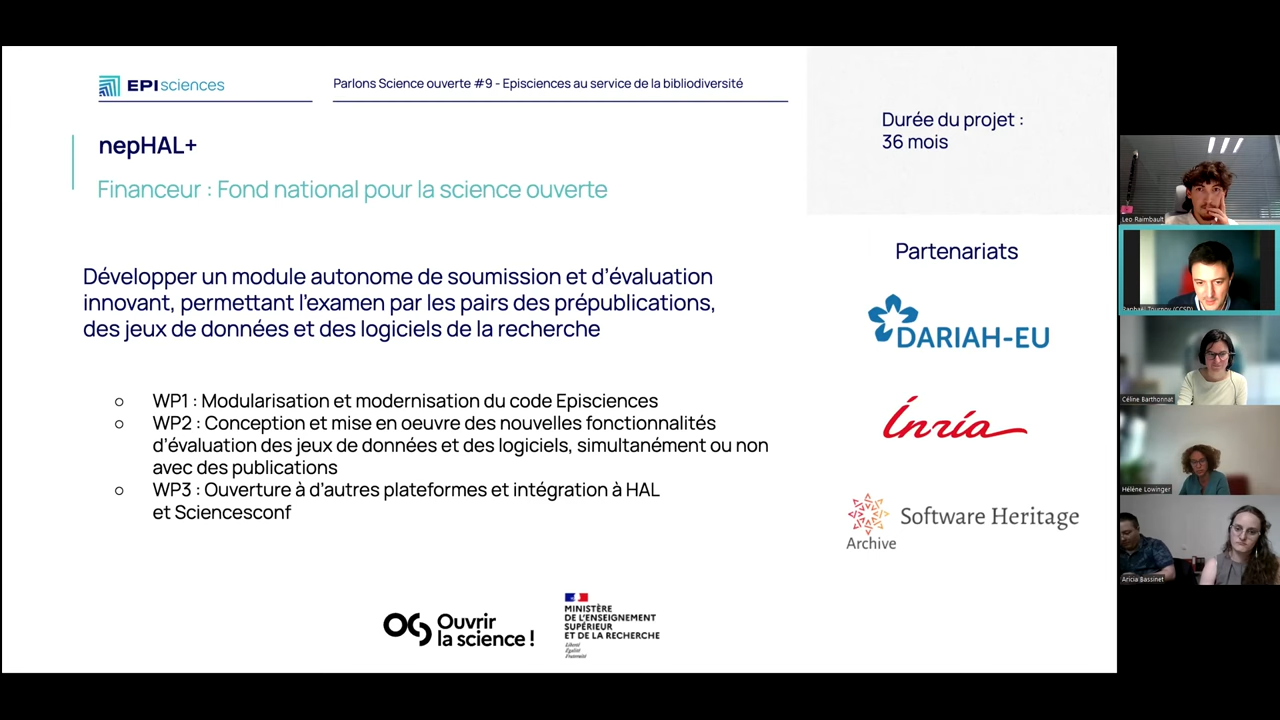 EPIsciences
Parlons Science ouverte #9 - Episciences au service de la bibliodiversité
nepHAL+
Financeur : Fond national pour la science ouverte
Durée du projet :
36 mois
Développer un module autonome de soumission et d'évaluation
innovant, permettant l'examen par les pairs des prépublications,
des jeux de données et des logiciels de la recherche
○ WP1 : Modularisation et modernisation du code Episciences
○ WP2 : Conception et mise en oeuvre des nouvelles fonctionnalités
d'évaluation des jeux de données et des logiciels, simultanément ou non
avec des publications
○ WP3 : Ouverture à d'autres plateformes et intégration à HAL
et Sciencesconf
Partenariats
DARIAH-EU
Inria
Software Heritage
Archive
Ouvrir
la science !
MINISTÈRE
DE L'ENSEIGNEMENT
SUPÉRIEUR
ET DE LA RECHERCHE
Liberté
Égalité
Fraternité
Leo Raimbault
Raphaël Tournoy (CCSD)
Céline Barthonnat
Hélène Lowinger
Aricia Bassinet